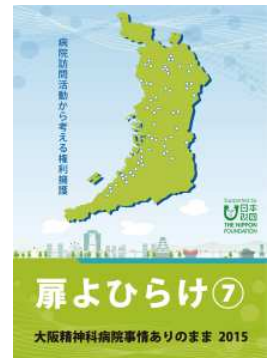 病院訪問活動から考える権利擁護
Supported by
日本
財団
THE NIPPON
FOUNDATION
扉よひらけ⑦
大阪精神科病院事情ありのまま 2015